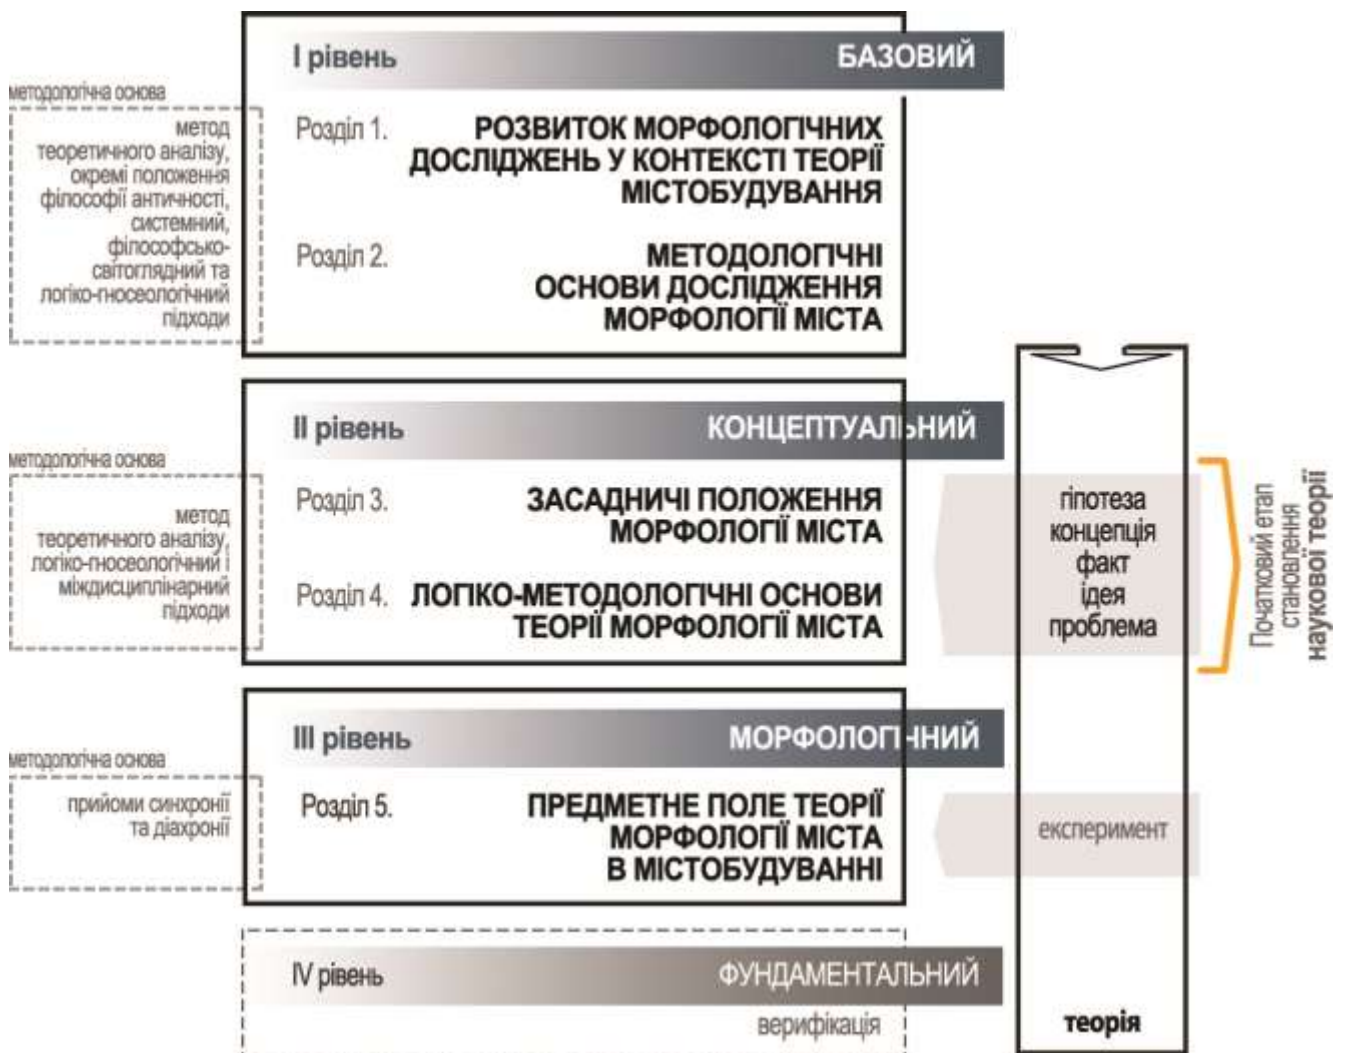 І рівень БАЗОВИЙ
методологічна основа
метод
теоретичного аналізу,
окремі положення
філософії античності,
системний,
філософсько-
світоглядний та
логіко-гносеологічний
підходи
Розділ 1. РОЗВИТОК МОРФОЛОГІЧНИХ
ДОСЛІДЖЕНЬ У КОНТЕКСТІ ТЕОРІЇ
МІСТОБУДУВАННЯ
Розділ 2. МЕТОДОЛОГІЧНІ
ОСНОВИ ДОСЛІДЖЕННЯ
МОРФОЛОГІЇ МІСТА
ІІ рівень КОНЦЕПТУАЛЬНИЙ
методологічна основа
метод
теоретичного аналізу,
логіко-гносеологічний і
міждисциплінарний
підходи
Розділ 3. ЗАСАДНИЧІ ПОЛОЖЕННЯ
МОРФОЛОГІЇ МІСТА
Розділ 4. ЛОГІКО-МЕТОДОЛОГІЧНІ ОСНОВИ
ТЕОРІЇ МОРФОЛОГІЇ МІСТА
гіпотеза
концепція
факт
ідея
проблема
Початковий етап
становлення
наукової теорії
ІІІ рівень МОРФОЛОГІЧНИЙ
методологічна основа
прийоми синхронії
та діахронії
Розділ 5. ПРЕДМЕТНЕ ПОЛЕ ТЕОРІЇ
МОРФОЛОГІЇ МІСТА
В МІСТОБУДУВАННІ
експеримент
IV рівень ФУНДАМЕНТАЛЬНИЙ
верифікація
теорія